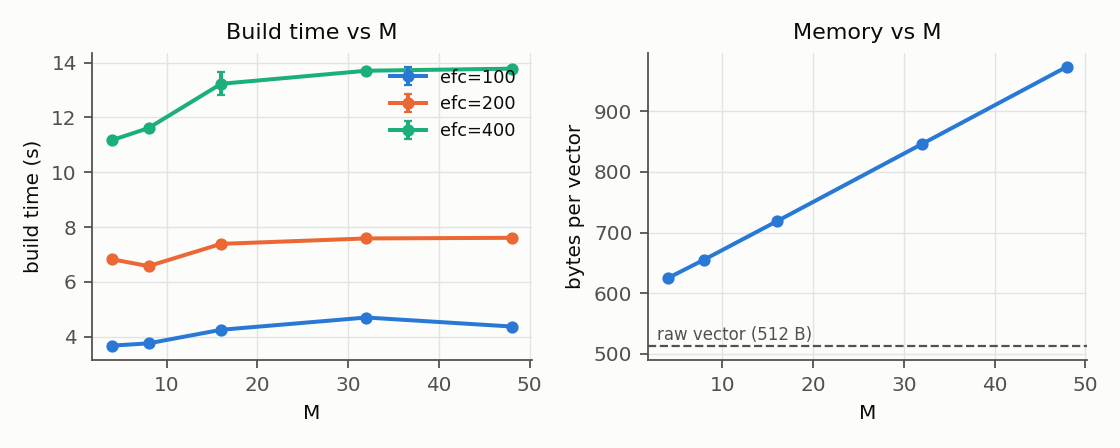 Build time vs M
build time (s)
14
12
10
8
6
4
efc=100
efc=200
efc=400
10
20
30
40
50
M
Memory vs M
bytes per vector
900
800
700
600
500
raw vector (512 B)
10
20
30
40
50
M